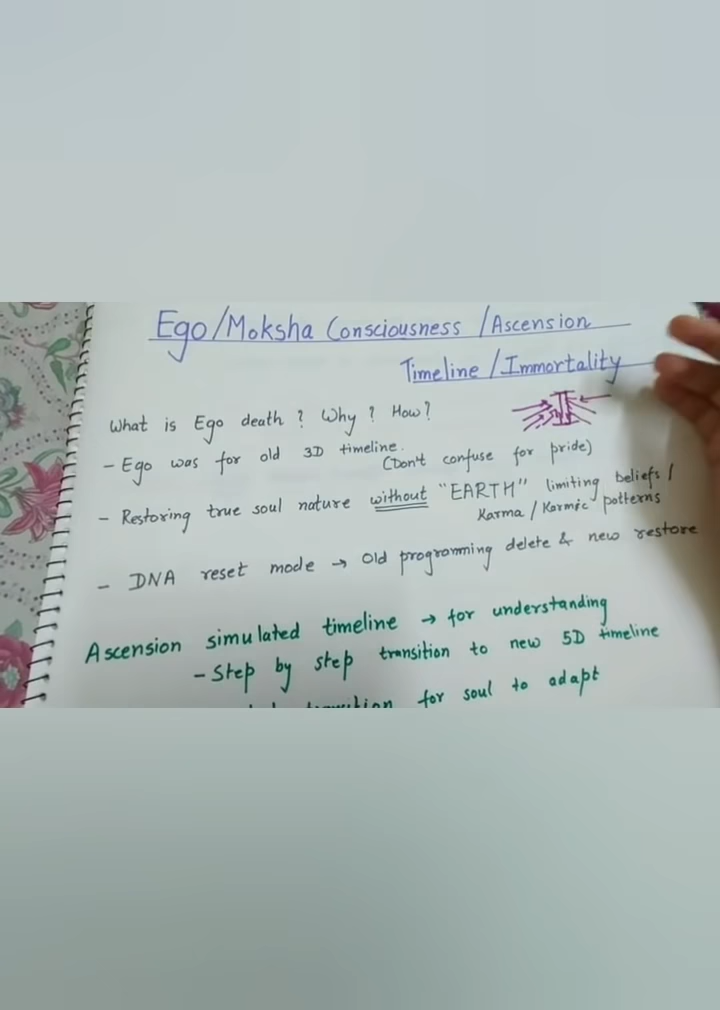 Ego/Moksha Consciousness /Ascension
Timeline/Immortality
What is Ego death? Why? How?
- Ego was for old 3D timeline.
(Don't confuse for pride)
- Restoring true soul nature without "EARTH" limiting beliefs/
Karma/Karmic patterns
- DNA reset mode → Old programming delete & new restore
Ascension simulated timeline → for understanding
- Step by step transition to new 5D timeline
for soul to adapt